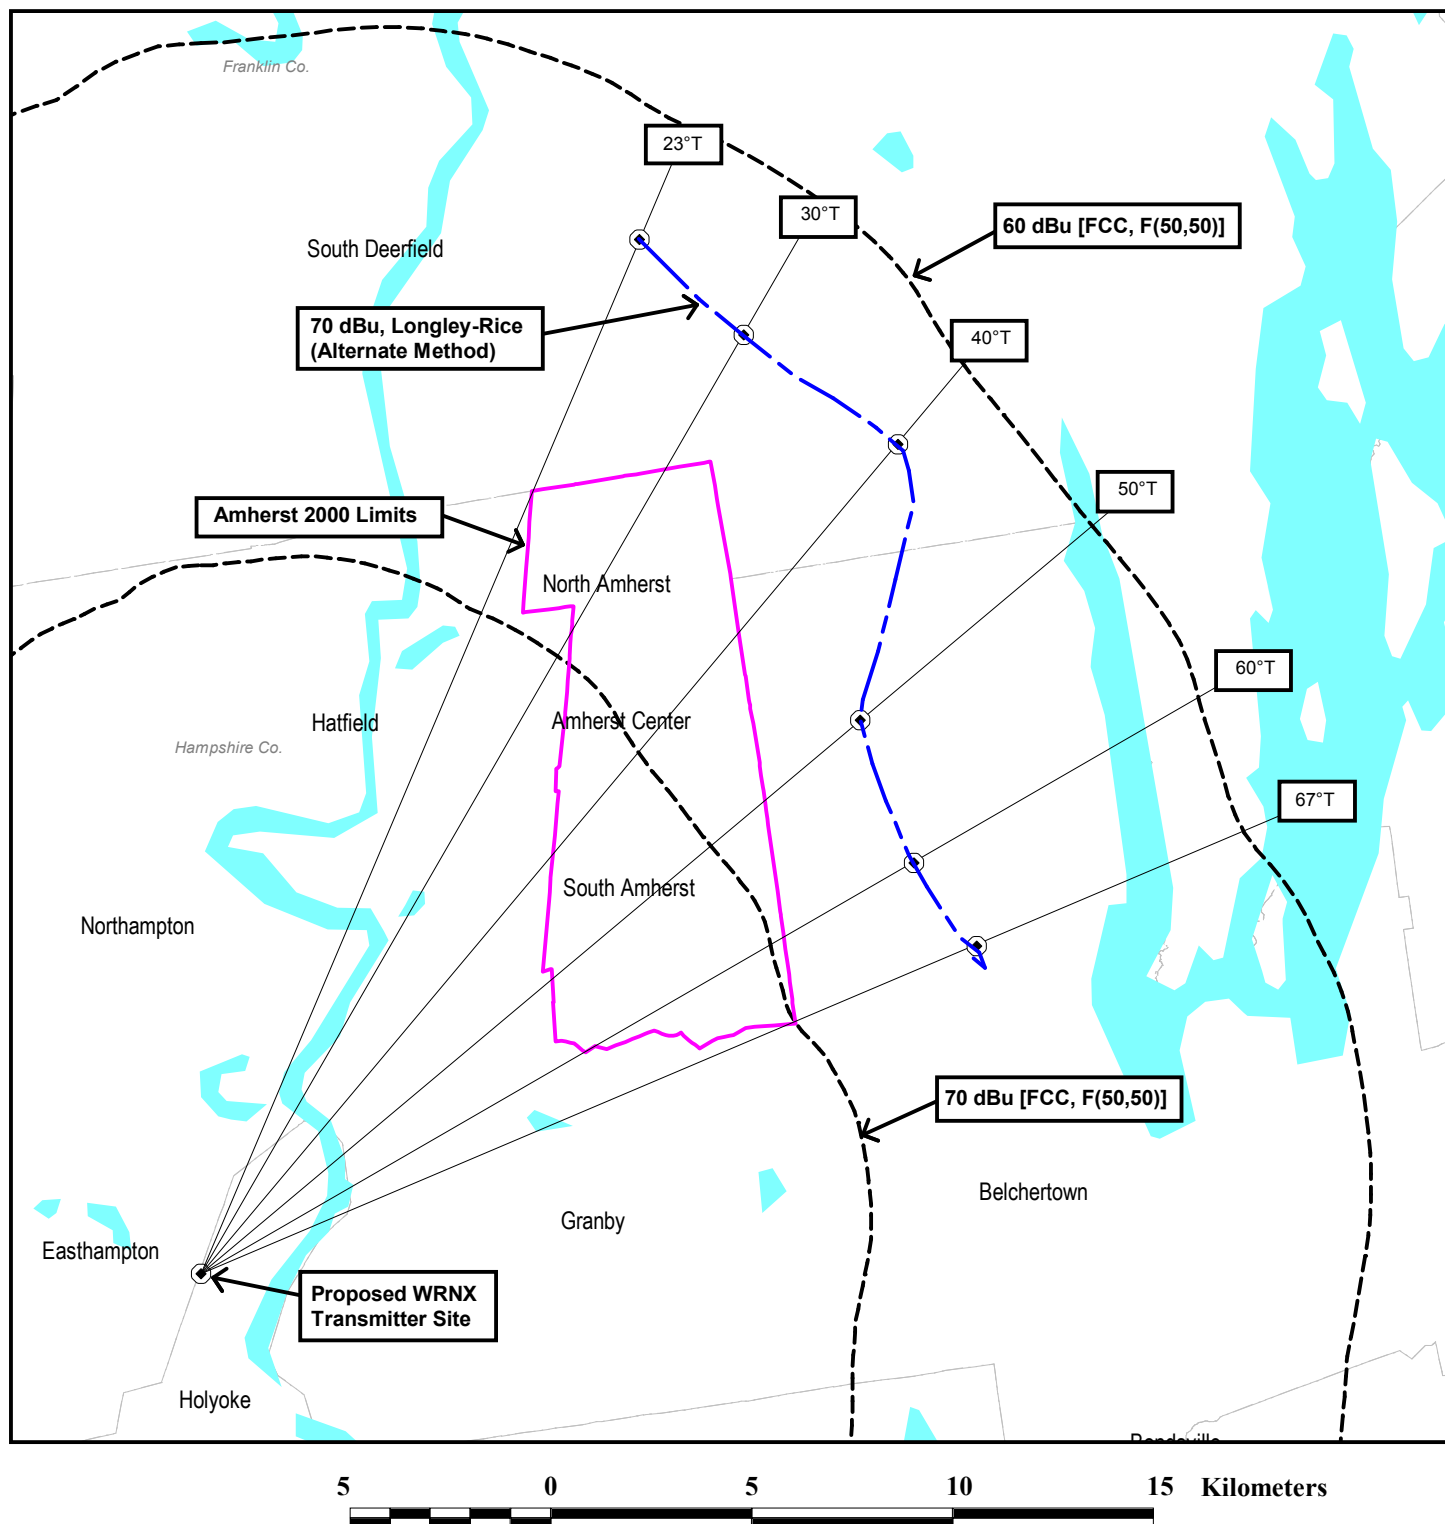 Franklin Co.
23°T
30°T
60 dBu [FCC, F(50,50)]
South Deerfield
70 dBu, Longley-Rice
(Alternate Method)
40°T
50°T
Amherst 2000 Limits
North Amherst
60°T
Hatfield
Amherst Center
Hampshire Co.
67°T
South Amherst
Northampton
70 dBu [FCC, F(50,50)]
Belchertown
Granby
Easthampton
Proposed WRNX
Transmitter Site
Holyoke
5 0 5 10 15 Kilometers